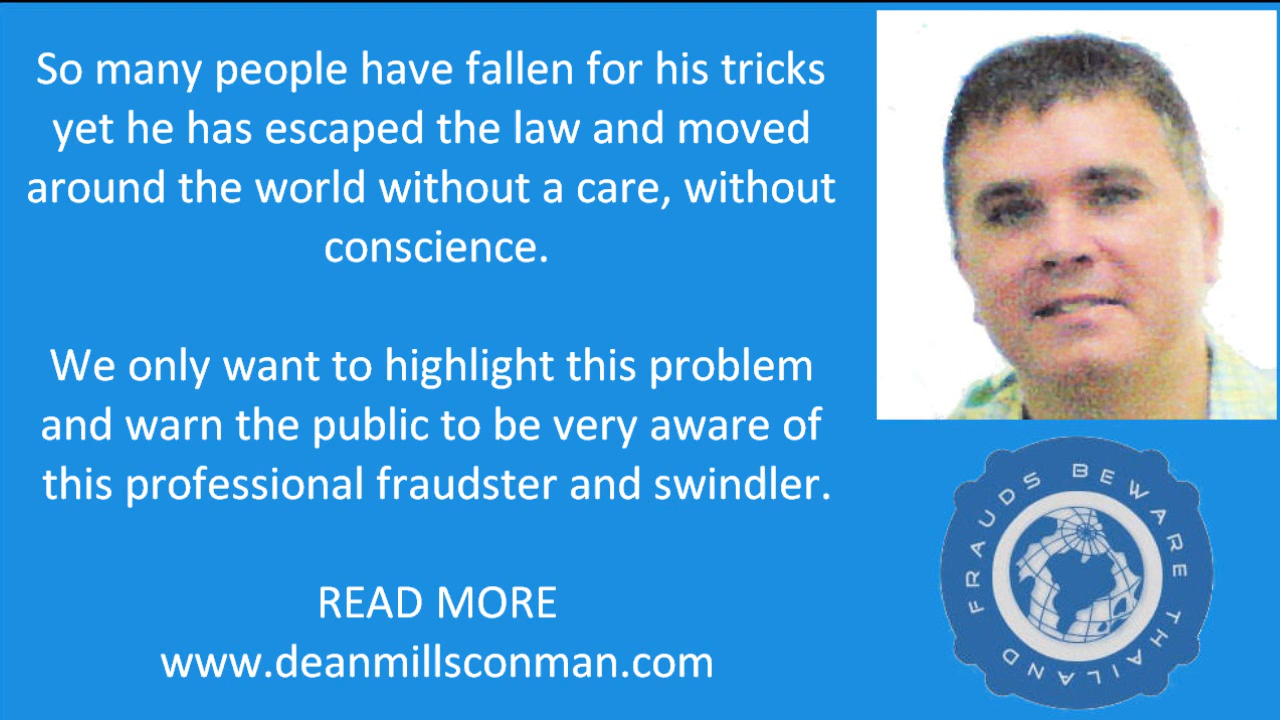 So many people have fallen for his tricks
yet he has escaped the law and moved
around the world without a care, without
conscience.
We only want to highlight this problem
and warn the public to be very aware of
this professional fraudster and swindler.
READ MORE
www.deanmillsconman.com
FRAUDS BEWARE THAILAND